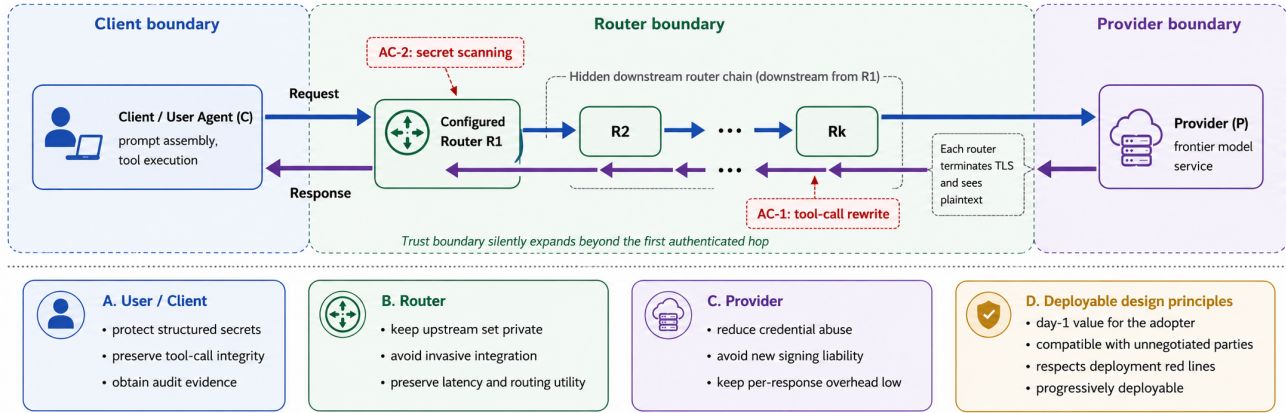 Client boundary
Router boundary
Provider boundary
AC-2: secret scanning
Hidden downstream router chain (downstream from R1)
Request
Client / User Agent (C)
prompt assembly,
tool execution
Configured
Router R1
R2
...
Rk
Provider (P)
frontier model
service
Each router
terminates TLS
and sees
plaintext
Response
...
AC-1: tool-call rewrite
Trust boundary silently expands beyond the first authenticated hop
A. User / Client
• protect structured secrets
• preserve tool-call integrity
• obtain audit evidence
B. Router
• keep upstream set private
• avoid invasive integration
• preserve latency and routing utility
C. Provider
• reduce credential abuse
• avoid new signing liability
• keep per-response overhead low
D. Deployable design principles
• day-1 value for the adopter
• compatible with unnegotiated parties
• respects deployment red lines
• progressively deployable